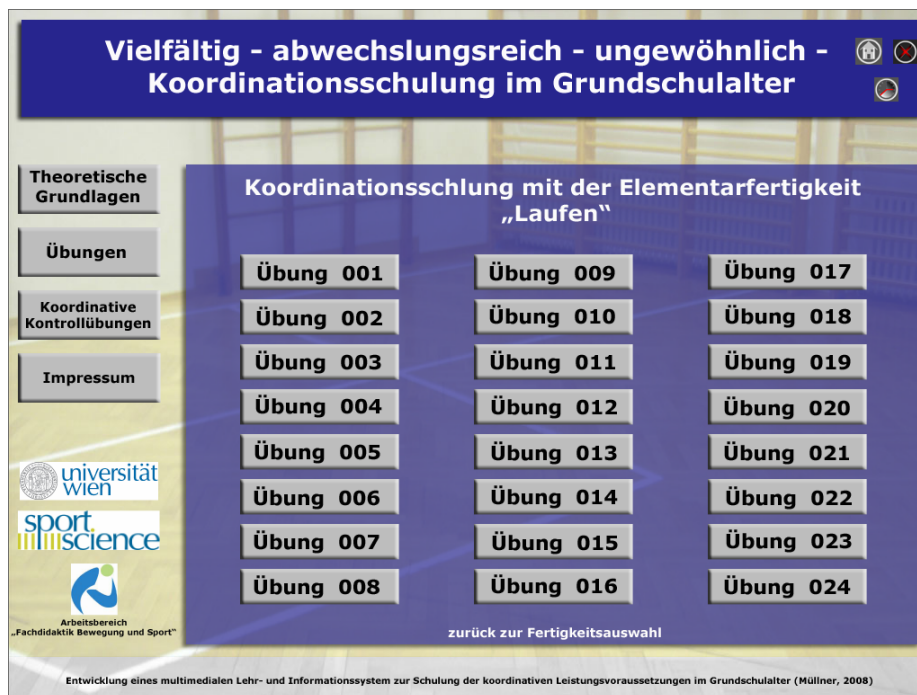 Vielfältig - abwechslungsreich - ungewöhnlich -
Koordinationsschulung im Grundschulalter
Theoretische
Grundlagen
Übungen
Koordinative
Kontrollübungen
Impressum
universität
wien
sport
science
Arbeitsbereich
„Fachdidaktik Bewegung und Sport“
Koordinationsschlung mit der Elementarfertigkeit
„Laufen“
Übung 001
Übung 002
Übung 003
Übung 004
Übung 005
Übung 006
Übung 007
Übung 008
Übung 009
Übung 010
Übung 011
Übung 012
Übung 013
Übung 014
Übung 015
Übung 016
Übung 017
Übung 018
Übung 019
Übung 020
Übung 021
Übung 022
Übung 023
Übung 024
zurück zur Fertigkeitsauswahl
Entwicklung eines multimedialen Lehr- und Informationssystem zur Schulung der koordinativen Leistungsvoraussetzungen im Grundschulalter (Müllner, 2008)